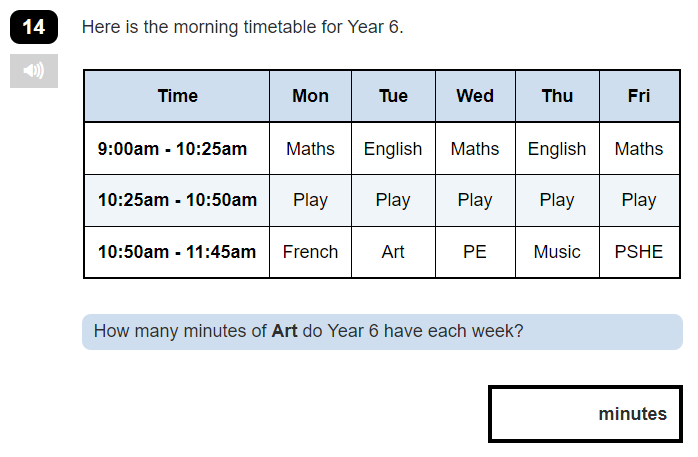 14 Here is the morning timetable for Year 6.
Time Mon Tue Wed Thu Fri
9:00am - 10:25am Maths English Maths English Maths
10:25am - 10:50am Play Play Play Play Play
10:50am - 11:45am French Art PE Music PSHE
How many minutes of Art do Year 6 have each week?
minutes